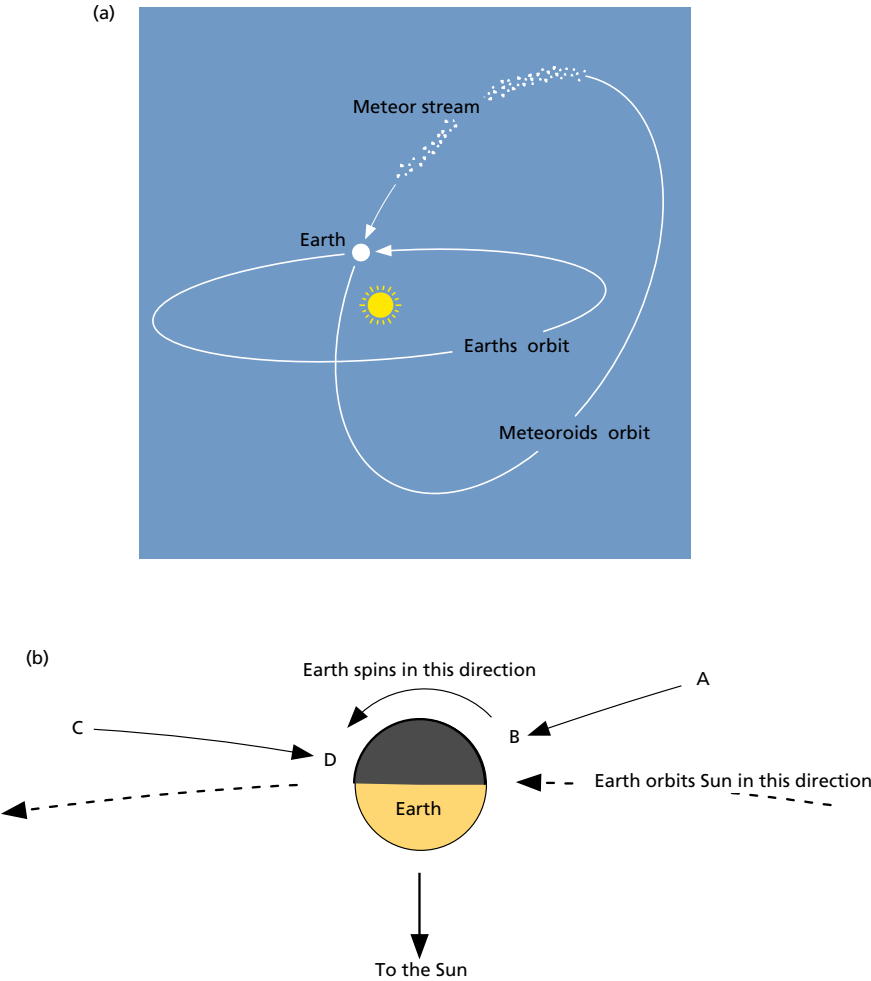 (a)
Meteor stream
Earth
Earths orbit
Meteoroids orbit
(b)
Earth spins in this direction
A
C
B
D
Earth orbits Sun in this direction
Earth
To the Sun